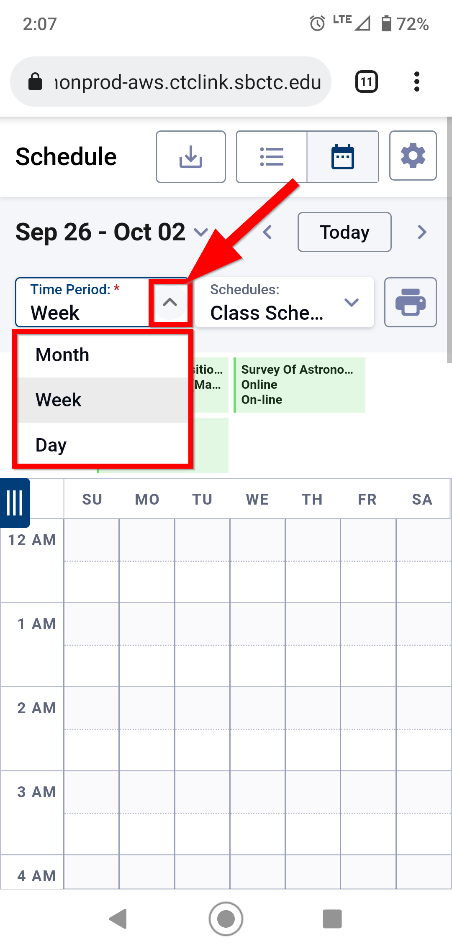 2:07
LTE
72%
nonprod-aws.ctclink.sbctc.edu
11
Schedule
Sep 26 - Oct 02
Today
Time Period: *
Week
Schedules:
Class Sche...
Month
Week
Day
sitio...
Ma...
Survey Of Astrono...
Online
On-line
SU MO TU WE TH FR SA
12 AM
1 AM
2 AM
3 AM
4 AM